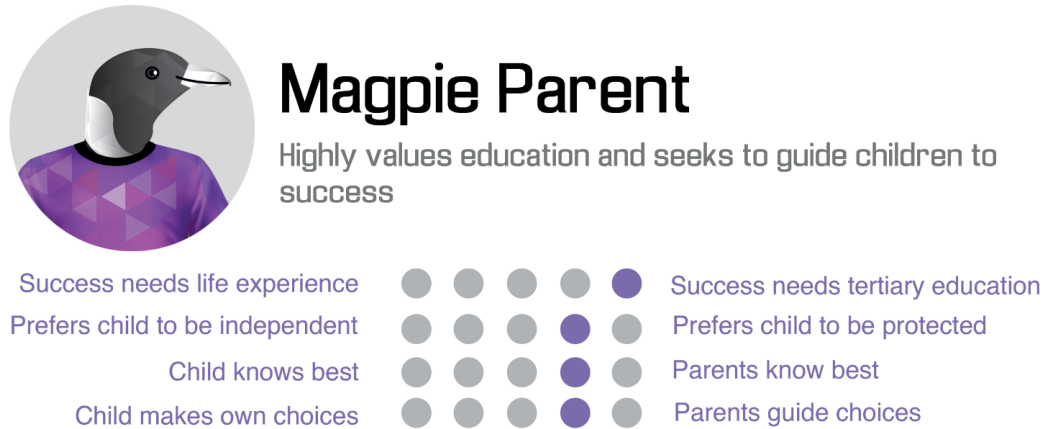 Magpie Parent
Highly values education and seeks to guide children to
success
Success needs life experience
Success needs tertiary education
Prefers child to be independent
Prefers child to be protected
Child knows best
Parents know best
Child makes own choices
Parents guide choices